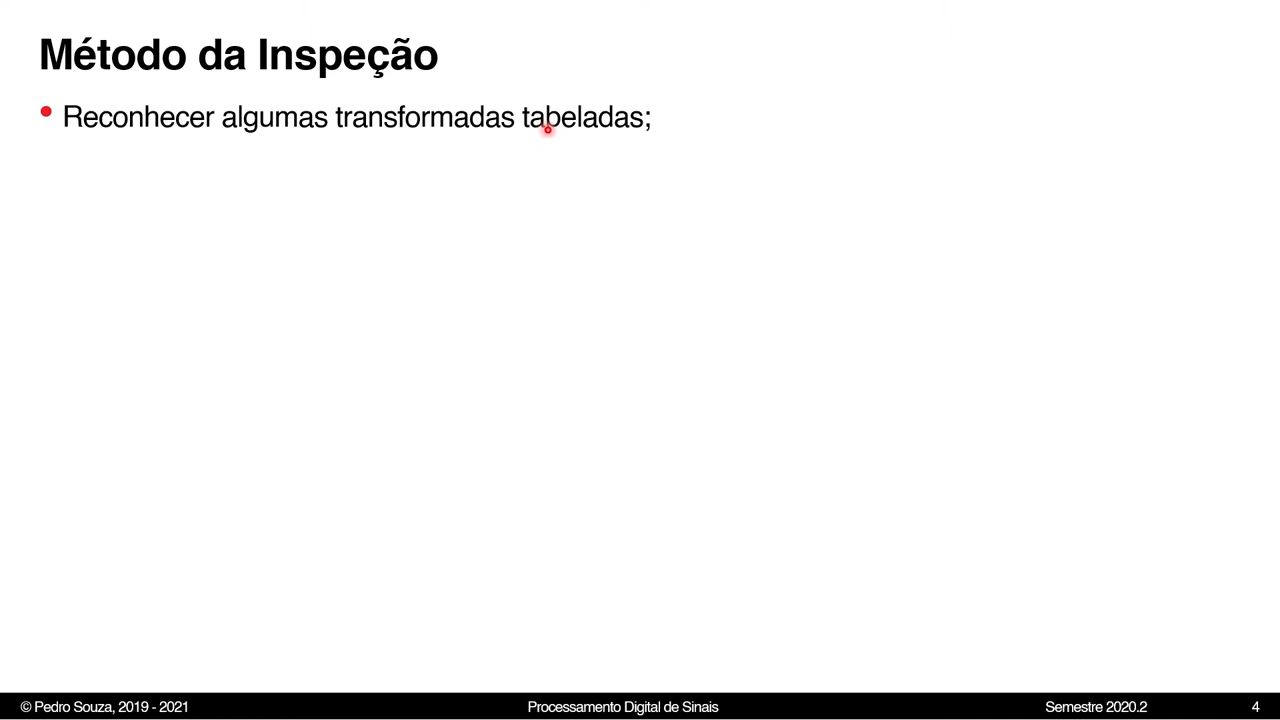 Método da Inspeção
• Reconhecer algumas transformadas tabeladas;
© Pedro Souza, 2019 - 2021
Processamento Digital de Sinais
Semestre 2020.2
4